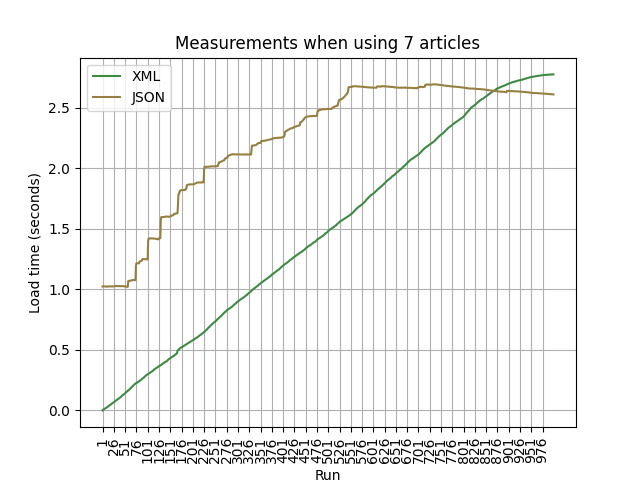 Measurements when using 7 articles
XML
JSON
Load time (seconds)
2.5
2.0
1.5
1.0
0.5
0.0
1 26 51 76 101 126 151 176 201 226 251 276 301 326 351 376 401 426 451 476 501 526 551 576 601 626 651 676 701 726 751 776 801 826 851 876 901 926 951 976
Run